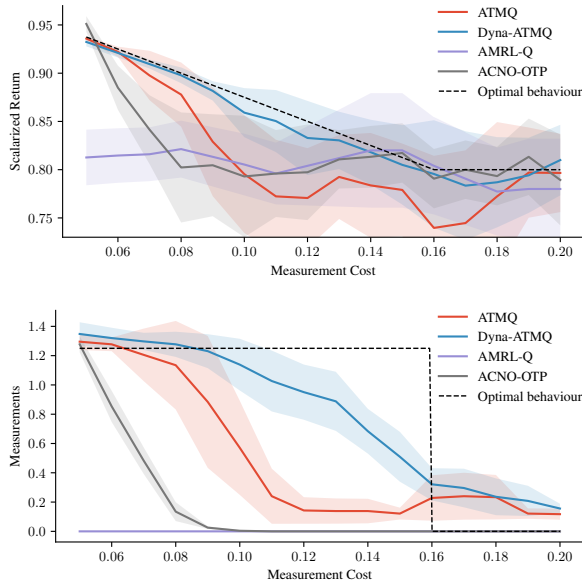 0.95
0.90
0.85
0.80
0.75
Scalarized Return
ATMQ
Dyna-ATMQ
AMRL-Q
ACNO-OTP
Optimal behaviour
0.06 0.08 0.10 0.12 0.14 0.16 0.18 0.20
Measurement Cost
1.4
1.2
1.0
0.8
0.6
0.4
0.2
0.0
Measurements
ATMQ
Dyna-ATMQ
AMRL-Q
ACNO-OTP
Optimal behaviour
0.06 0.08 0.10 0.12 0.14 0.16 0.18 0.20
Measurement Cost